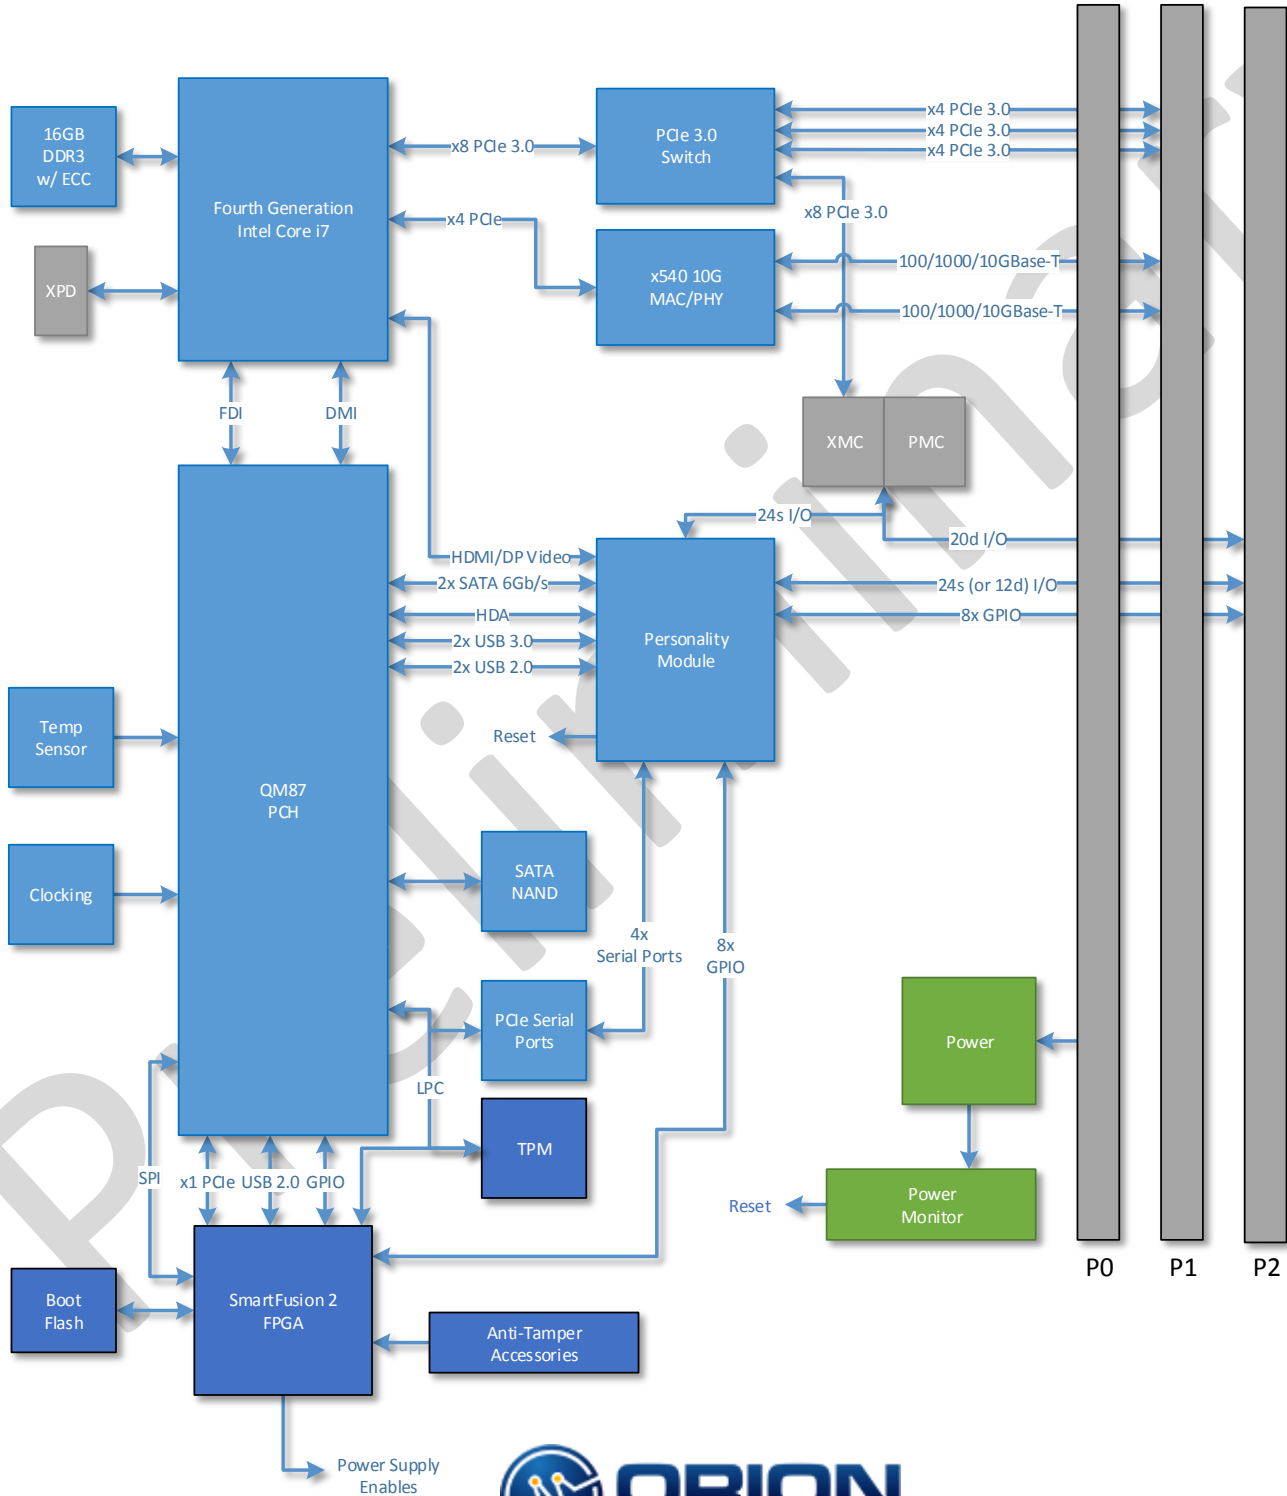 16GB
DDR3
w/ ECC
XPD
Fourth Generation
Intel Core i7
x8 PCIe 3.0
x4 PCIe
PCIe 3.0
Switch
x4 PCIe 3.0
x4 PCIe 3.0
x4 PCIe 3.0
x8 PCIe 3.0
x540 10G
MAC/PHY
100/1000/10GBase-T
100/1000/10GBase-T
FDI
DMI
XMC
PMC
24s I/O
20d I/O
HDMI/DP Video
2x SATA 6Gb/s
HDA
2x USB 3.0
2x USB 2.0
Personality
Module
24s (or 12d) I/O
8x GPIO
Reset
Temp
Sensor
QM87
PCH
Clocking
SATA
NAND
4x
Serial Ports
8x
GPIO
PCIe Serial
Ports
LPC
TPM
Power
Power
Monitor
Reset
SPI
x1 PCIe
USB 2.0
GPIO
Boot
Flash
SmartFusion 2
FPGA
Anti-Tamper
Accessories
Power Supply
Enables
P0
P1
P2
ORION
Preliminary